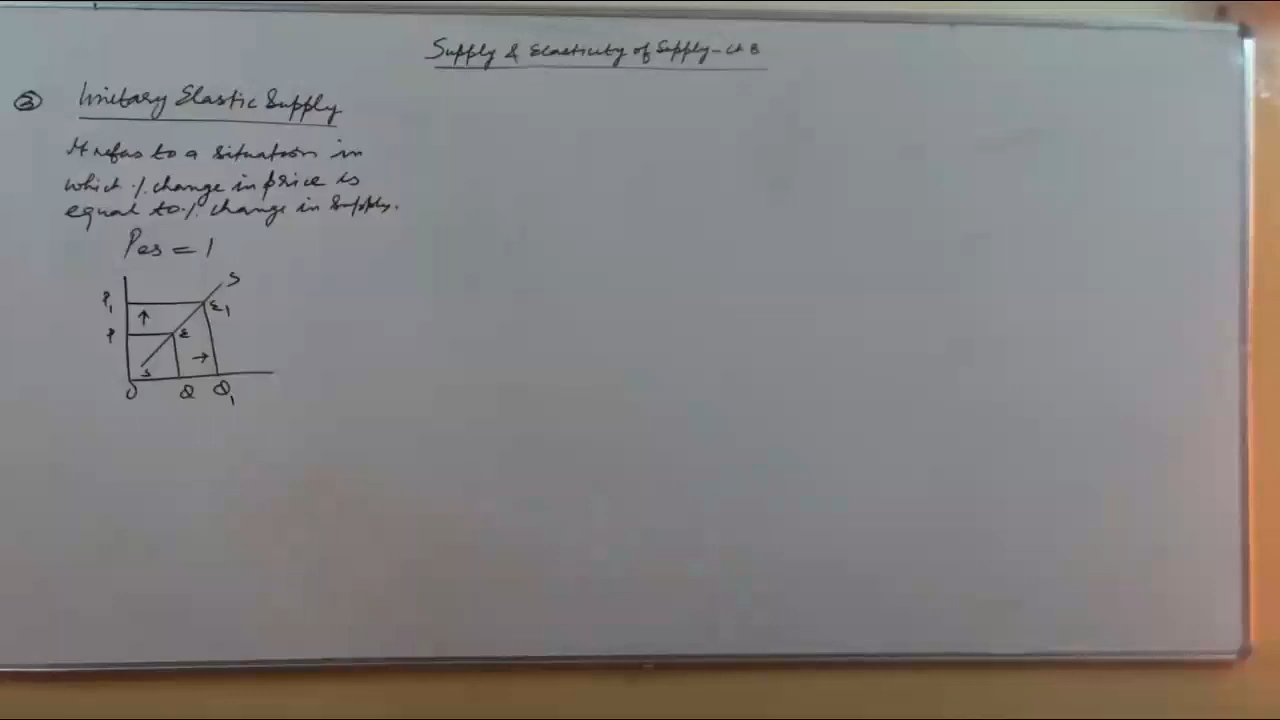 Supply & Elasticity of Supply - Ch 8
③ Unitary Elastic Supply
It refers to a situation in
which % change in price is
equal to % change in Supply.
Pes = 1
S
P1
E1
P
E
S
O
Q
Q1